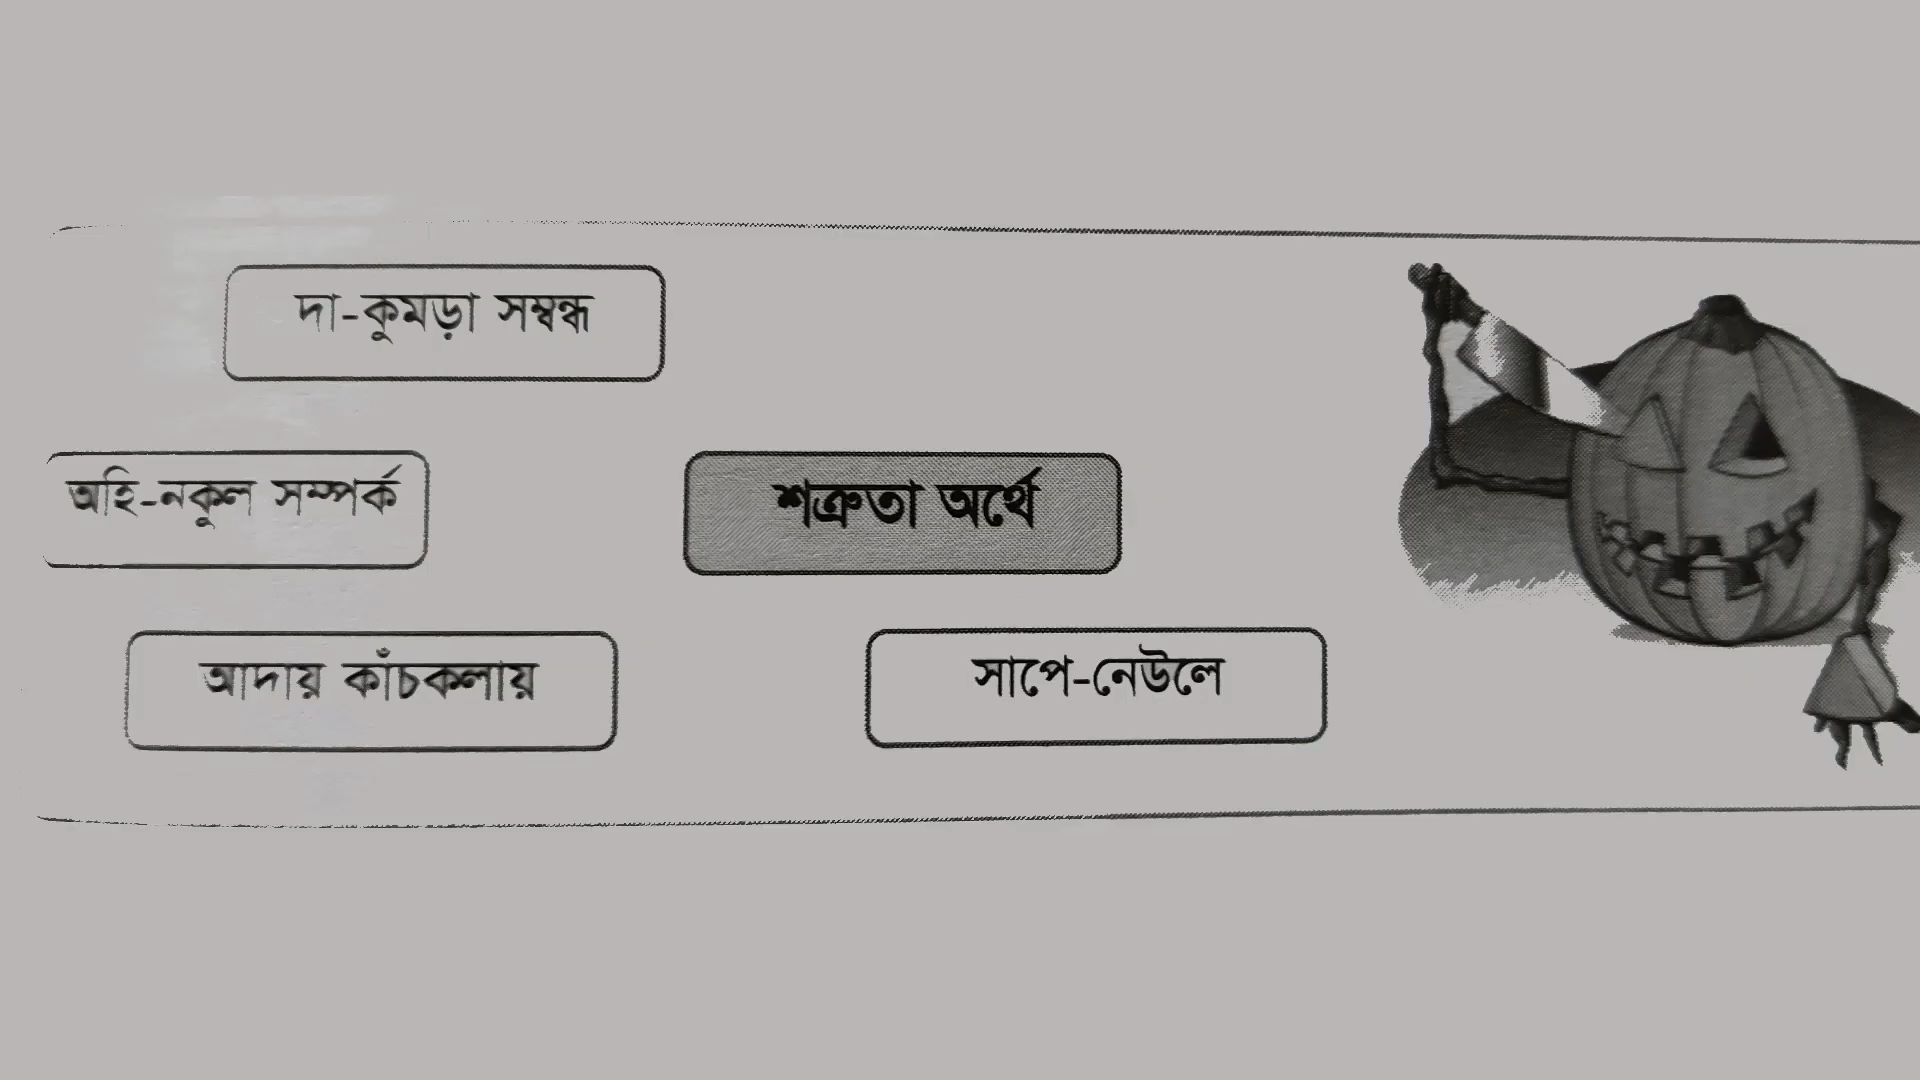 দা-কুমড়া সম্বন্ধ
অহি-নকুল সম্পর্ক
শত্রুতা অর্থে
আদায় কাঁচকলায়
সাপে-নেউলে